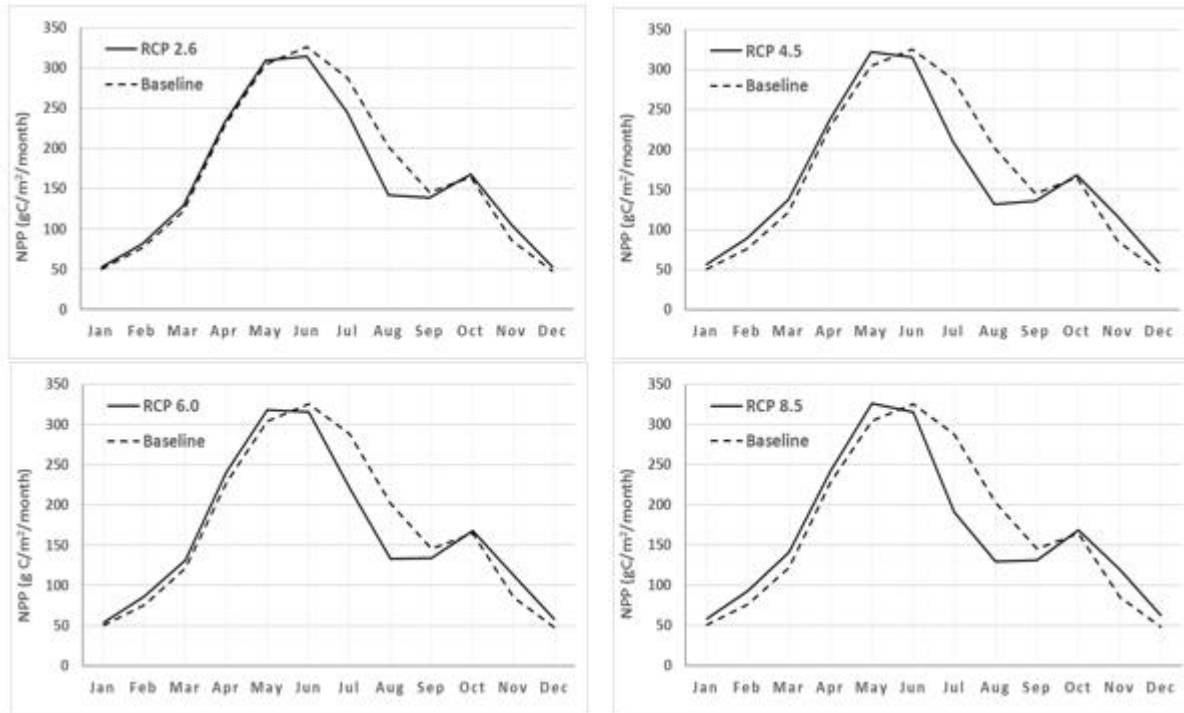 350
300
250
200
150
100
50
0
NPP (gC/m²/month)
RCP 2.6
Baseline
Jan Feb Mar Apr May Jun Jul Aug Sep Oct Nov Dec
350
300
250
200
150
100
50
0
NPP (gC/m²/month)
RCP 4.5
Baseline
Jan Feb Mar Apr May Jun Jul Aug Sep Oct Nov Dec
350
300
250
200
150
100
50
0
NPP (g C/m²/month)
RCP 6.0
Baseline
Jan Feb Mar Apr May Jun Jul Aug Sep Oct Nov Dec
350
300
250
200
150
100
50
0
NPP (gC/m²/month)
RCP 8.5
Baseline
Jan Feb Mar Apr May Jun Jul Aug Sep Oct Nov Dec